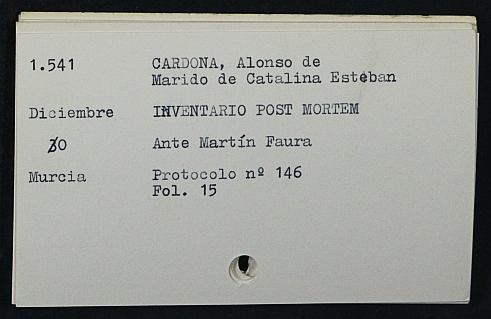 1.541 CARDONA, Alonso de
Marido de Catalina Estéban
Diciembre INVENTARIO POST MORTEM
30 Ante Martín Faura
Murcia Protocolo nº 146
Fol. 15